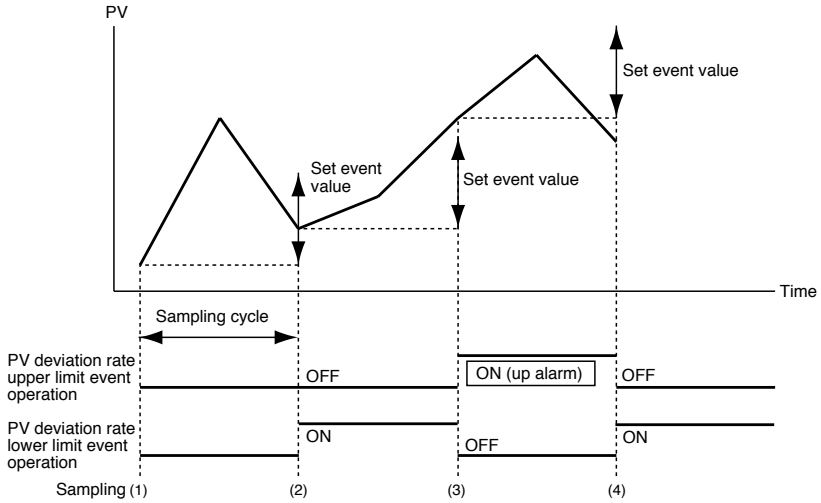 PV
Set event value
Set event
value
Set event value
Time
Sampling cycle
PV deviation rate
upper limit event
operation
OFF
ON (up alarm)
OFF
PV deviation rate
lower limit event
operation
ON
OFF
ON
Sampling (1)
(2)
(3)
(4)